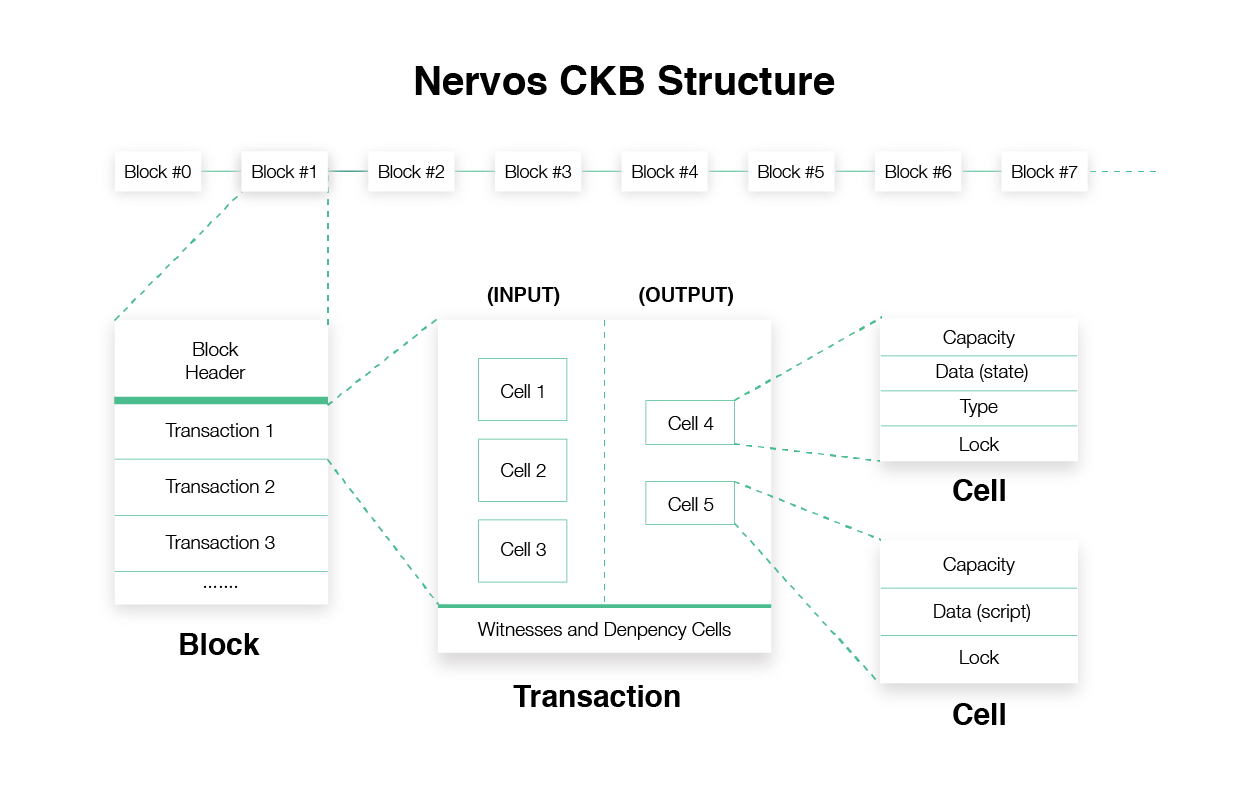 Nervos CKB Structure
Block #0
Block #1
Block #2
Block #3
Block #4
Block #5
Block #6
Block #7
Block
Header
Transaction 1
Transaction 2
Transaction 3
.......
Block
(INPUT)
(OUTPUT)
Cell 1
Cell 2
Cell 3
Cell 4
Cell 5
Witnesses and Denpency Cells
Transaction
Capacity
Data (state)
Type
Lock
Cell
Capacity
Data (script)
Lock
Cell